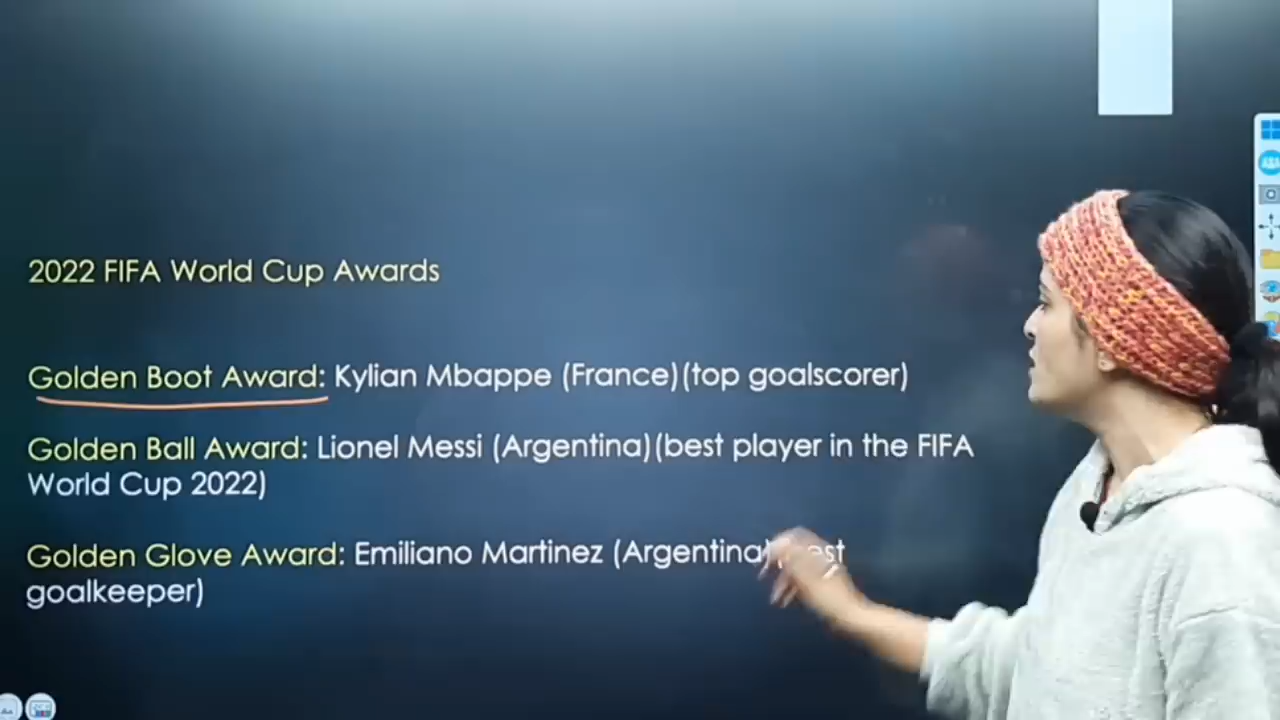 2022 FIFA World Cup Awards
Golden Boot Award: Kylian Mbappe (France)(top goalscorer)
Golden Ball Award: Lionel Messi (Argentina)(best player in the FIFA
World Cup 2022)
Golden Glove Award: Emiliano Martinez (Argentina)(best
goalkeeper)